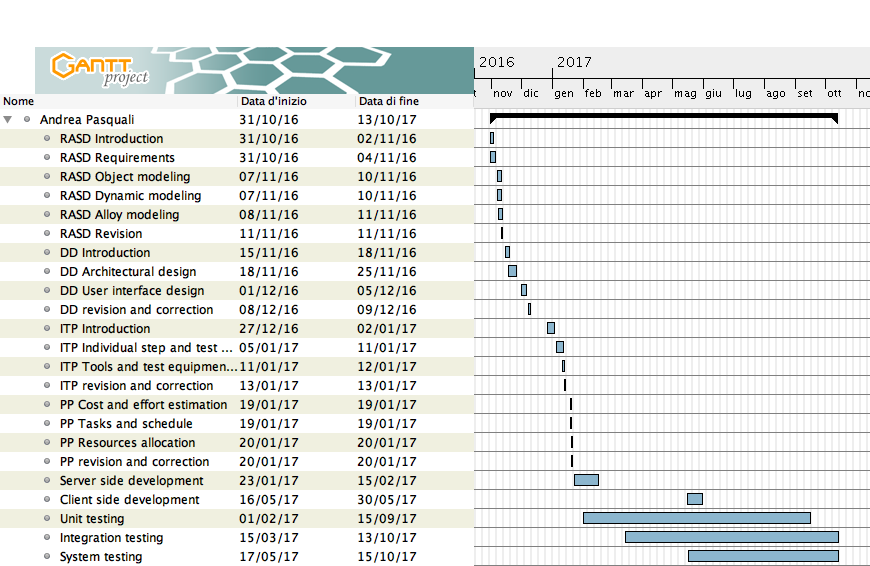 GANTT project
2016 2017
Nome Data d'inizio Data di fine t nov dic gen feb mar apr mag giu lug ago set ott no
Andrea Pasquali 31/10/16 13/10/17
RASD Introduction 31/10/16 02/11/16
RASD Requirements 31/10/16 04/11/16
RASD Object modeling 07/11/16 10/11/16
RASD Dynamic modeling 07/11/16 10/11/16
RASD Alloy modeling 08/11/16 11/11/16
RASD Revision 11/11/16 11/11/16
DD Introduction 15/11/16 18/11/16
DD Architectural design 18/11/16 25/11/16
DD User interface design 01/12/16 05/12/16
DD revision and correction 08/12/16 09/12/16
ITP Introduction 27/12/16 02/01/17
ITP Individual step and test ... 05/01/17 11/01/17
ITP Tools and test equipmen... 11/01/17 12/01/17
ITP revision and correction 13/01/17 13/01/17
PP Cost and effort estimation 19/01/17 19/01/17
PP Tasks and schedule 19/01/17 19/01/17
PP Resources allocation 20/01/17 20/01/17
PP revision and correction 20/01/17 20/01/17
Server side development 23/01/17 15/02/17
Client side development 16/05/17 30/05/17
Unit testing 01/02/17 15/09/17
Integration testing 15/03/17 13/10/17
System testing 17/05/17 15/10/17